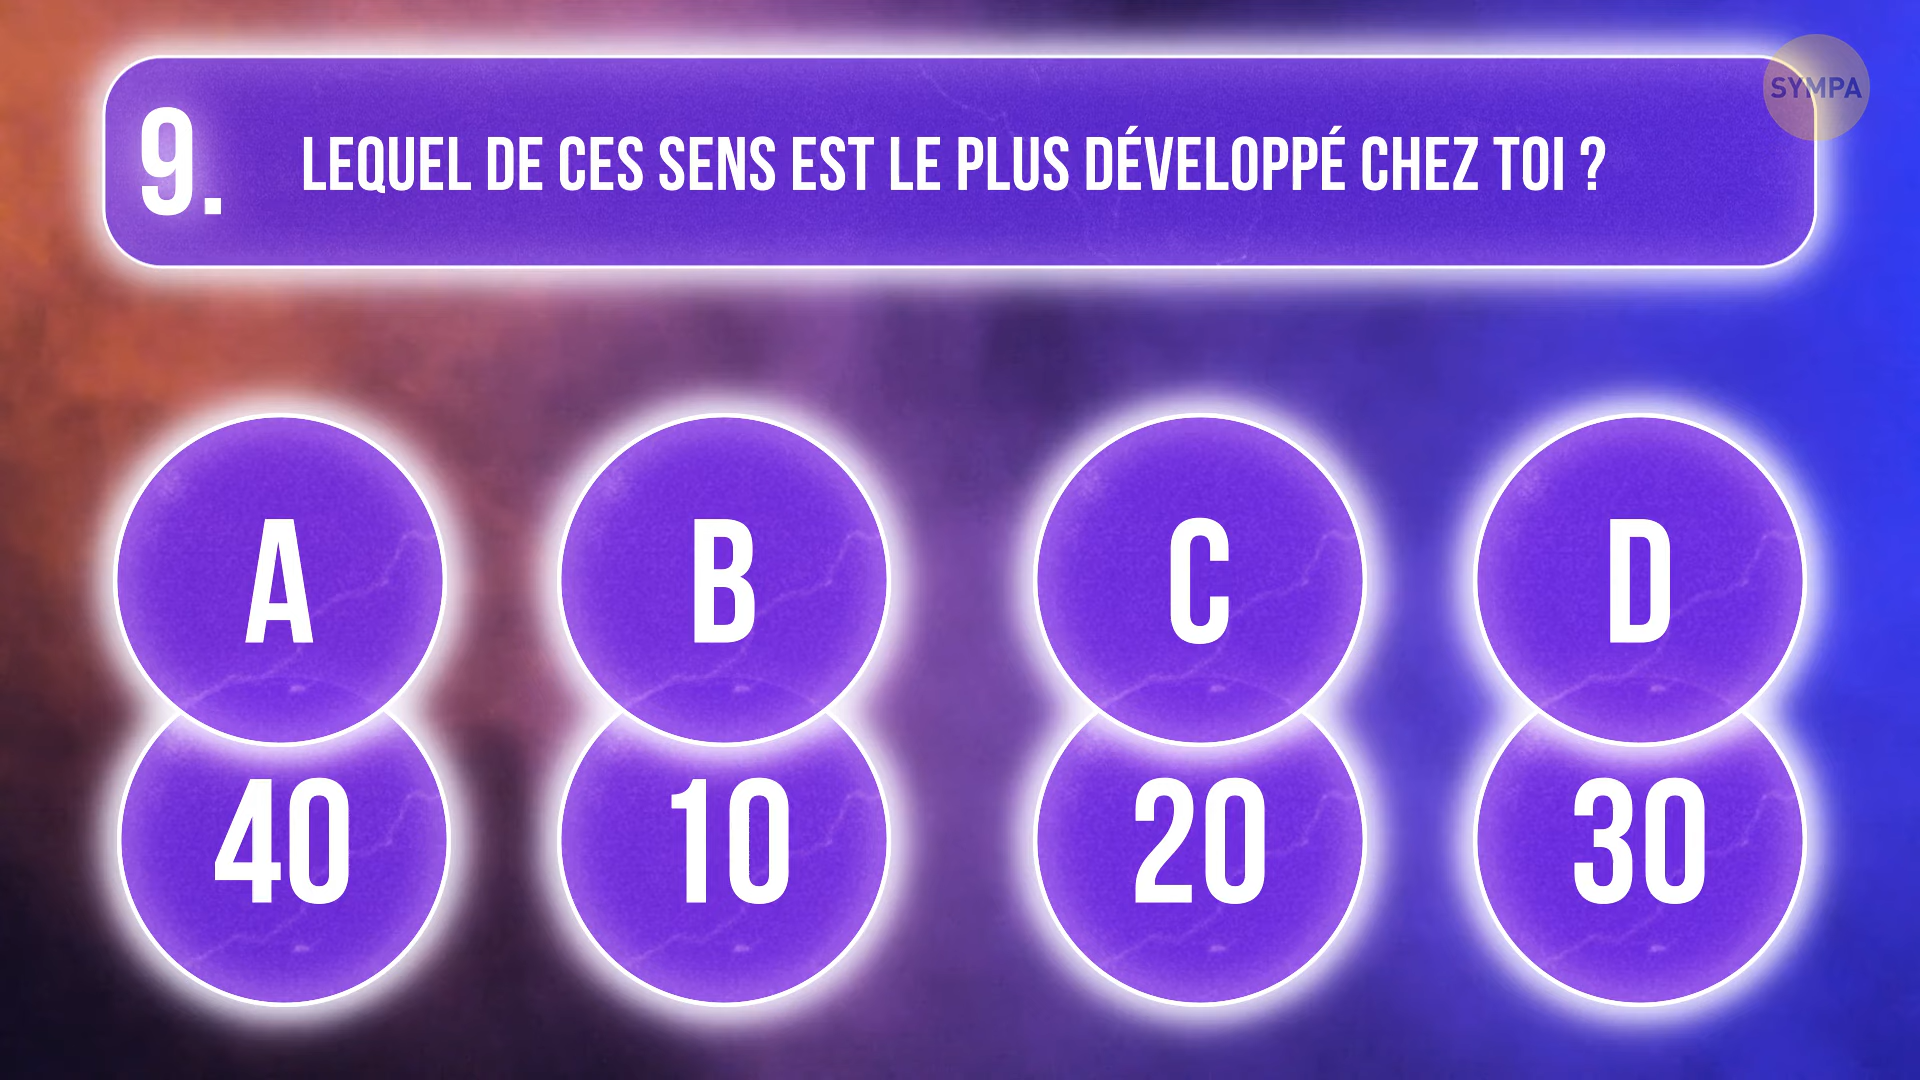 SYMPA
9. LEQUEL DE CES SENS EST LE PLUS DÉVELOPPÉ CHEZ TOI ?
A B C D
40 10 20 30